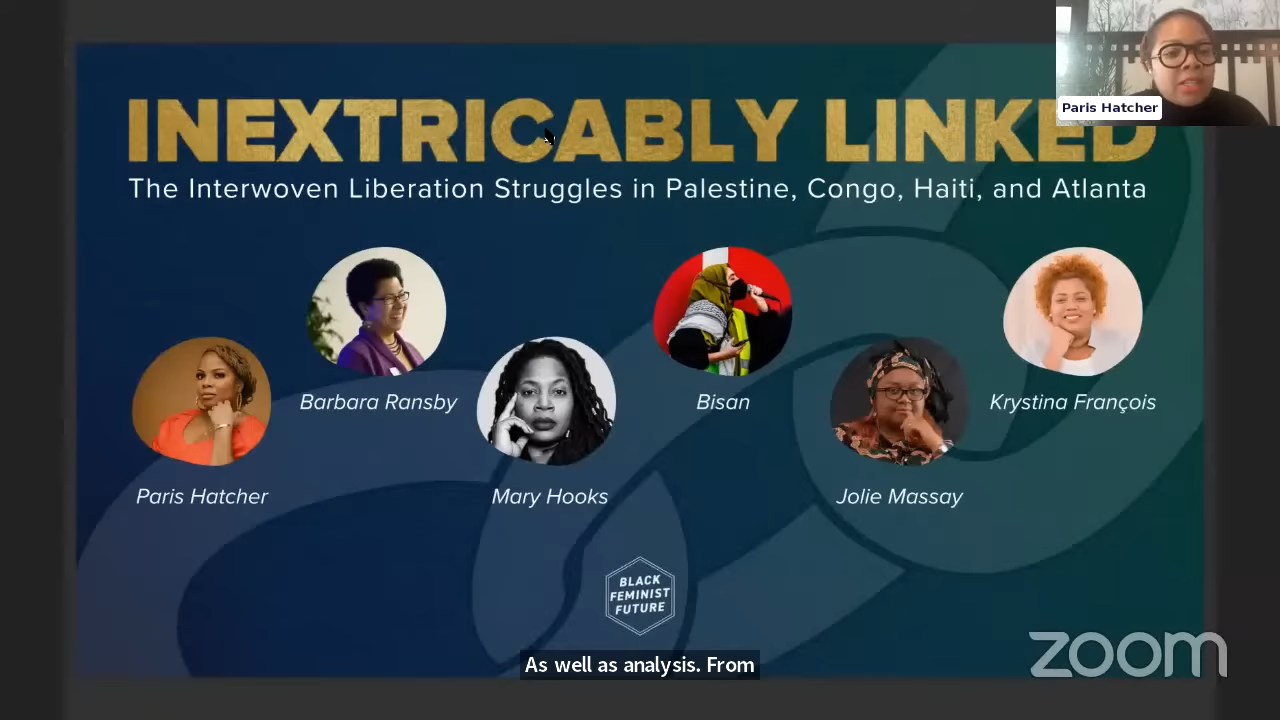 Paris Hatcher
INEXTRICABLY LINKED
The Interwoven Liberation Struggles in Palestine, Congo, Haiti, and Atlanta
Barbara Ransby
Bisan
Krystina François
Paris Hatcher
Mary Hooks
Jolie Massay
BLACK
FEMINIST
FUTURE
As well as analysis. From
zoom